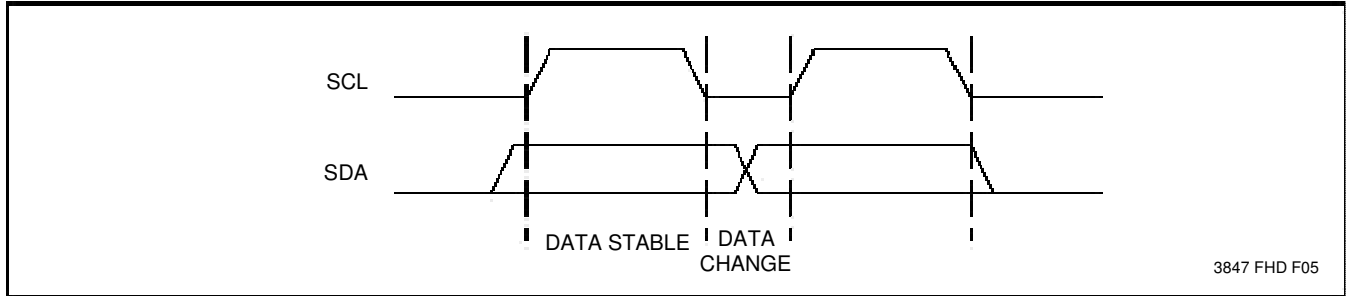 SCL
SDA
DATA STABLE
DATA
CHANGE
3847 FHD F05